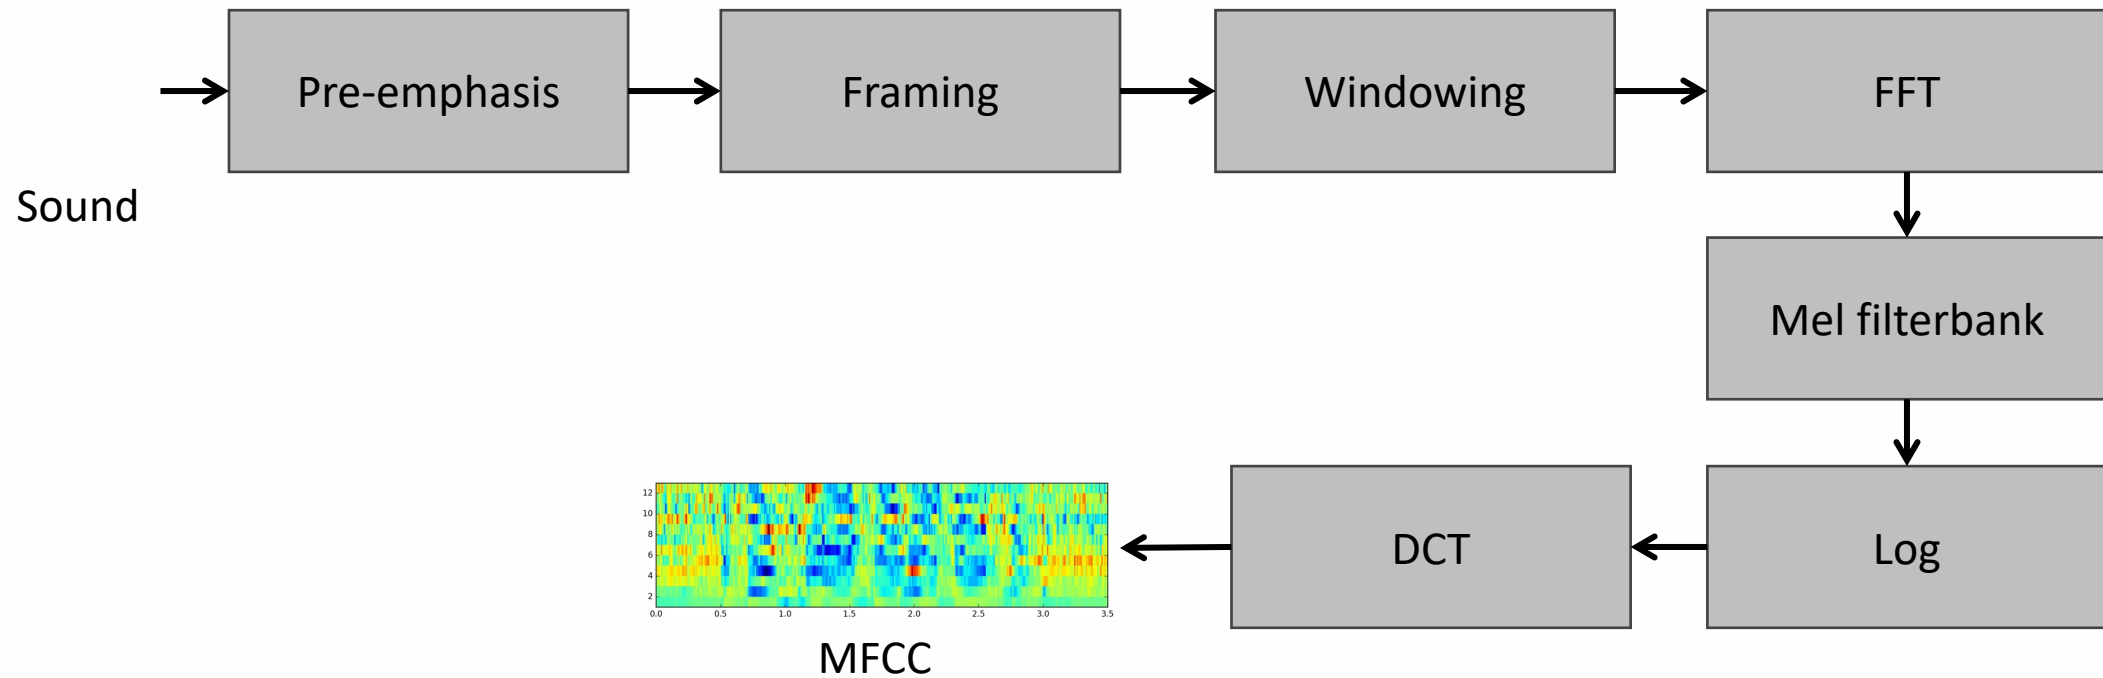 Pre-emphasis
Framing
Windowing
FFT
Sound
Mel filterbank
12
10
8
6
4
2
0.0 0.5 1.0 1.5 2.0 2.5 3.0 3.5
DCT
Log
MFCC